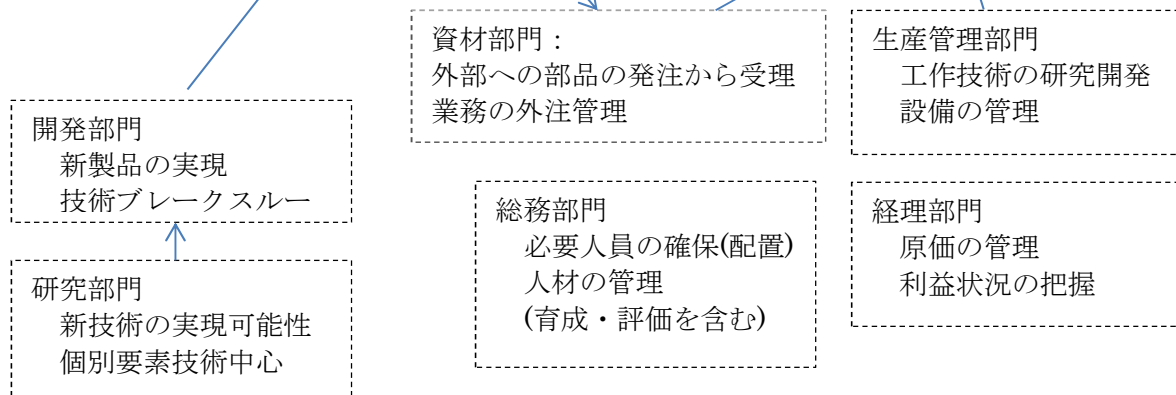 資材部門：
外部への部品の発注から受理
業務の外注管理
生産管理部門
工作技術の研究開発
設備の管理
開発部門
新製品の実現
技術ブレークスルー
総務部門
必要人員の確保(配置)
人材の管理
(育成・評価を含む)
経理部門
原価の管理
利益状況の把握
研究部門
新技術の実現可能性
個別要素技術中心